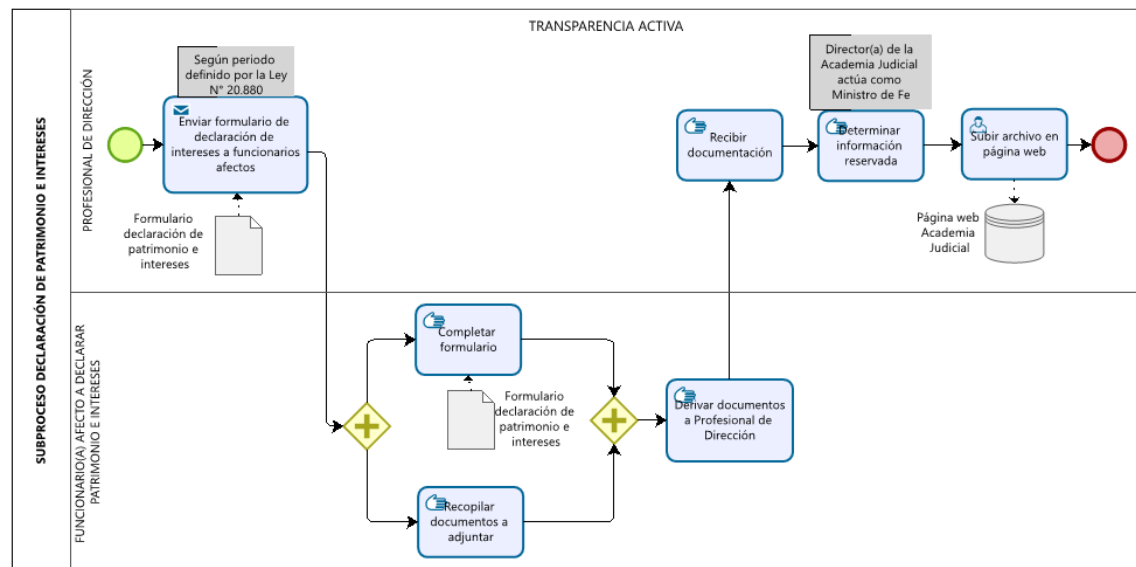 TRANSPARENCIA ACTIVA
SUBPROCESO DECLARACIÓN DE PATRIMONIO E INTERESES
PROFESIONAL DE DIRECCIÓN
Según periodo
definido por la Ley
N° 20.880
Enviar formulario de
declaración de
intereses a funcionarios
afectos
Formulario
declaración de
patrimonio e
intereses
Recibir
documentación
Director(a) de la
Academia Judicial
actúa como
Ministro de Fe
Determinar
información
reservada
Subir archivo en
página web
Página web
Academia
Judicial
FUNCIONARIO(A) AFECTO A DECLARAR
PATRIMONIO E INTERESES
Completar
formulario
Formulario
declaración de
patrimonio e
intereses
Recopilar
documentos a
adjuntar
Derivar documentos
a Profesional de
Dirección